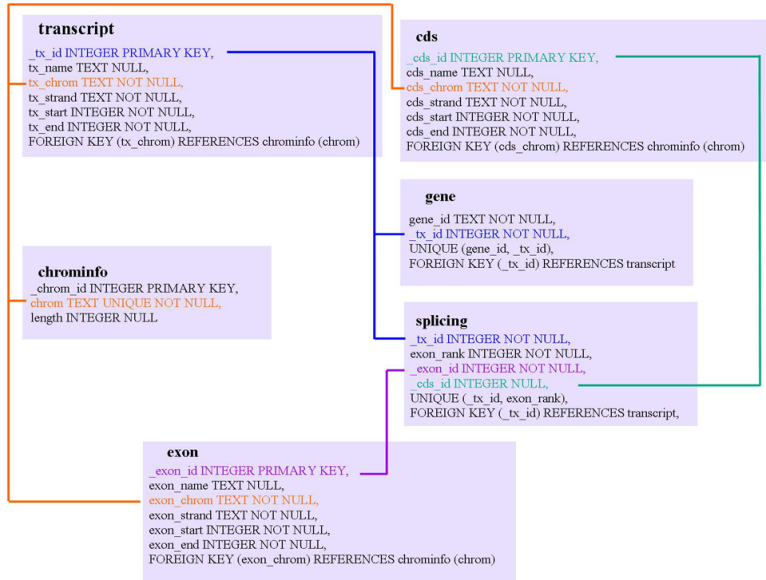 transcript
_tx_id INTEGER PRIMARY KEY,
tx_name TEXT NULL,
tx_chrom TEXT NOT NULL,
tx_strand TEXT NOT NULL,
tx_start INTEGER NOT NULL,
tx_end INTEGER NOT NULL,
FOREIGN KEY (tx_chrom) REFERENCES chrominfo (chrom)
cds
_cds_id INTEGER PRIMARY KEY,
cds_name TEXT NULL,
cds_chrom TEXT NOT NULL,
cds_strand TEXT NOT NULL,
cds_start INTEGER NOT NULL,
cds_end INTEGER NOT NULL,
FOREIGN KEY (cds_chrom) REFERENCES chrominfo (chrom)
gene
gene_id TEXT NOT NULL,
_tx_id INTEGER NOT NULL,
UNIQUE (gene_id, _tx_id),
FOREIGN KEY (_tx_id) REFERENCES transcript
chrominfo
_chrom_id INTEGER PRIMARY KEY,
chrom TEXT UNIQUE NOT NULL,
length INTEGER NULL
splicing
_tx_id INTEGER NOT NULL,
exon_rank INTEGER NOT NULL,
_exon_id INTEGER NOT NULL,
_cds_id INTEGER NULL,
UNIQUE (_tx_id, exon_rank),
FOREIGN KEY (_tx_id) REFERENCES transcript,
exon
_exon_id INTEGER PRIMARY KEY,
exon_name TEXT NULL,
exon_chrom TEXT NOT NULL,
exon_strand TEXT NOT NULL,
exon_start INTEGER NOT NULL,
exon_end INTEGER NOT NULL,
FOREIGN KEY (exon_chrom) REFERENCES chrominfo (chrom)